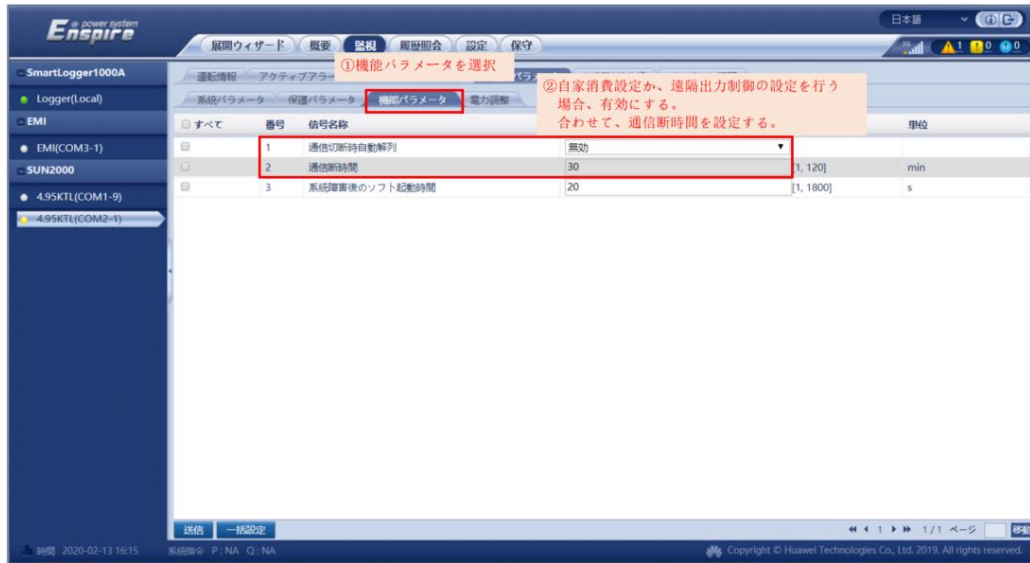 Enspire
e power system
日本語
展開ウィザード 概要 監視 履歴照会 設定 保守
3G 1 0 0
SmartLogger1000A
Logger(Local)
EMI
EMI(COM3-1)
SUN2000
4.95KTL(COM1-9)
4.95KTL(COM2-1)
運転情報 アクティブアラー
①機能パラメータを選択
系統パラメータ 保護パラメータ 機能パラメータ 電力調整
②自家消費設定か、遠隔出力制御の設定を行う
場合、有効にする。
合わせて、通信断時間を設定する。
すべて 番号 信号名称 単位
1 通信切断時自動解列 無効
2 通信断時間 30 [1, 120] min
3 系統障害後のソフト起動時間 20 [1, 1800] s
送信 一括設定
1 1/1 ページ 移動
時間 2020-02-13 16:15
系統指令 P:NA Q:NA
Copyright © Huawei Technologies Co., Ltd. 2019. All rights reserved.